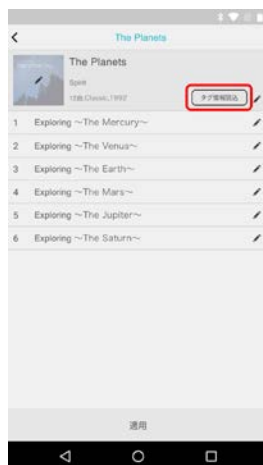 The Planets
The Planets
Spirit
12曲,Classic,1992
タグ情報読込
1 Exploring ～The Mercury～
2 Exploring ～The Venus～
3 Exploring ～The Earth～
4 Exploring ～The Mars～
5 Exploring ～The Jupiter～
6 Exploring ～The Saturn～
適用